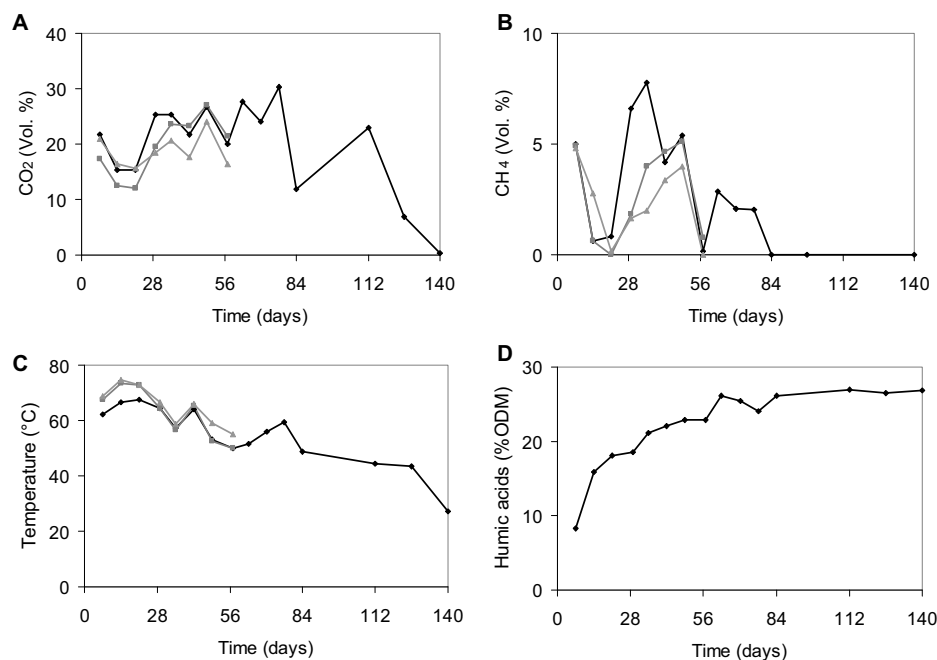 A
CO2 (Vol. %)
40
30
20
10
0
0 28 56 84 112 140
Time (days)
B
CH4 (Vol. %)
10
5
0
0 28 56 84 112 140
Time (days)
C
Temperature (°C)
80
60
40
20
0
0 28 56 84 112 140
Time (days)
D
Humic acids (%ODM)
30
20
10
0
0 28 56 84 112 140
Time (days)